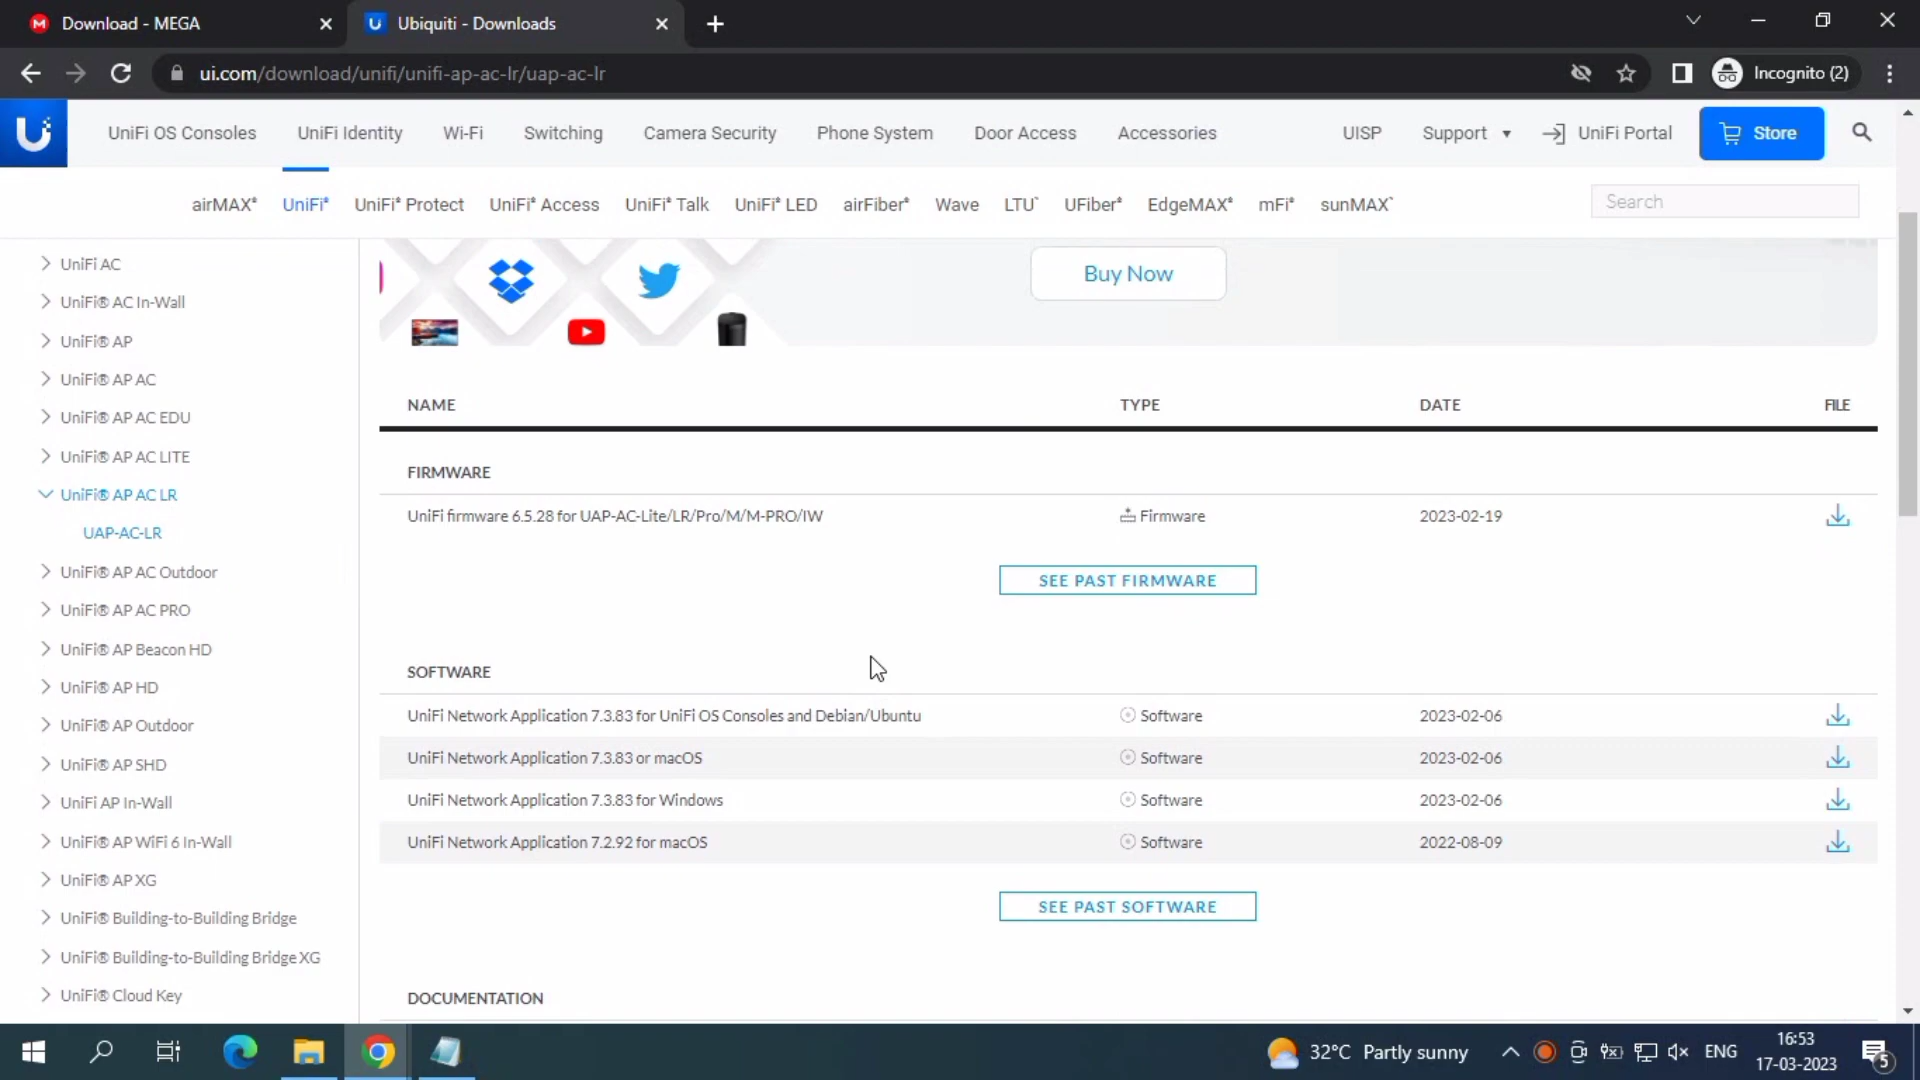 Download - MEGA
Ubiquiti - Downloads
ui.com/download/unifi/unifi-ap-ac-lr/uap-ac-lr
Incognito (2)
UniFi OS Consoles
UniFi Identity
Wi-Fi
Switching
Camera Security
Phone System
Door Access
Accessories
UISP
Support
UniFi Portal
Store
airMAX®
UniFi®
UniFi® Protect
UniFi® Access
UniFi® Talk
UniFi® LED
airFiber®
Wave
LTU™
UFiber®
EdgeMAX®
mFi®
sunMAX™
Search
UniFi AC
UniFi® AC In-Wall
UniFi® AP
UniFi® AP AC
UniFi® AP AC EDU
UniFi® AP AC LITE
UniFi® AP AC LR
UAP-AC-LR
UniFi® AP AC Outdoor
UniFi® AP AC PRO
UniFi® AP Beacon HD
UniFi® AP HD
UniFi® AP Outdoor
UniFi® AP SHD
UniFi AP In-Wall
UniFi® AP WiFi 6 In-Wall
UniFi® AP XG
UniFi® Building-to-Building Bridge
UniFi® Building-to-Building Bridge XG
UniFi® Cloud Key
Buy Now
NAME TYPE DATE FILE
FIRMWARE
UniFi firmware 6.5.28 for UAP-AC-Lite/LR/Pro/M/M-PRO/IW Firmware 2023-02-19
SEE PAST FIRMWARE
SOFTWARE
UniFi Network Application 7.3.83 for UniFi OS Consoles and Debian/Ubuntu Software 2023-02-06
UniFi Network Application 7.3.83 or macOS Software 2023-02-06
UniFi Network Application 7.3.83 for Windows Software 2023-02-06
UniFi Network Application 7.2.92 for macOS Software 2022-08-09
SEE PAST SOFTWARE
DOCUMENTATION
32°C Partly sunny
ENG
16:53
17-03-2023
5